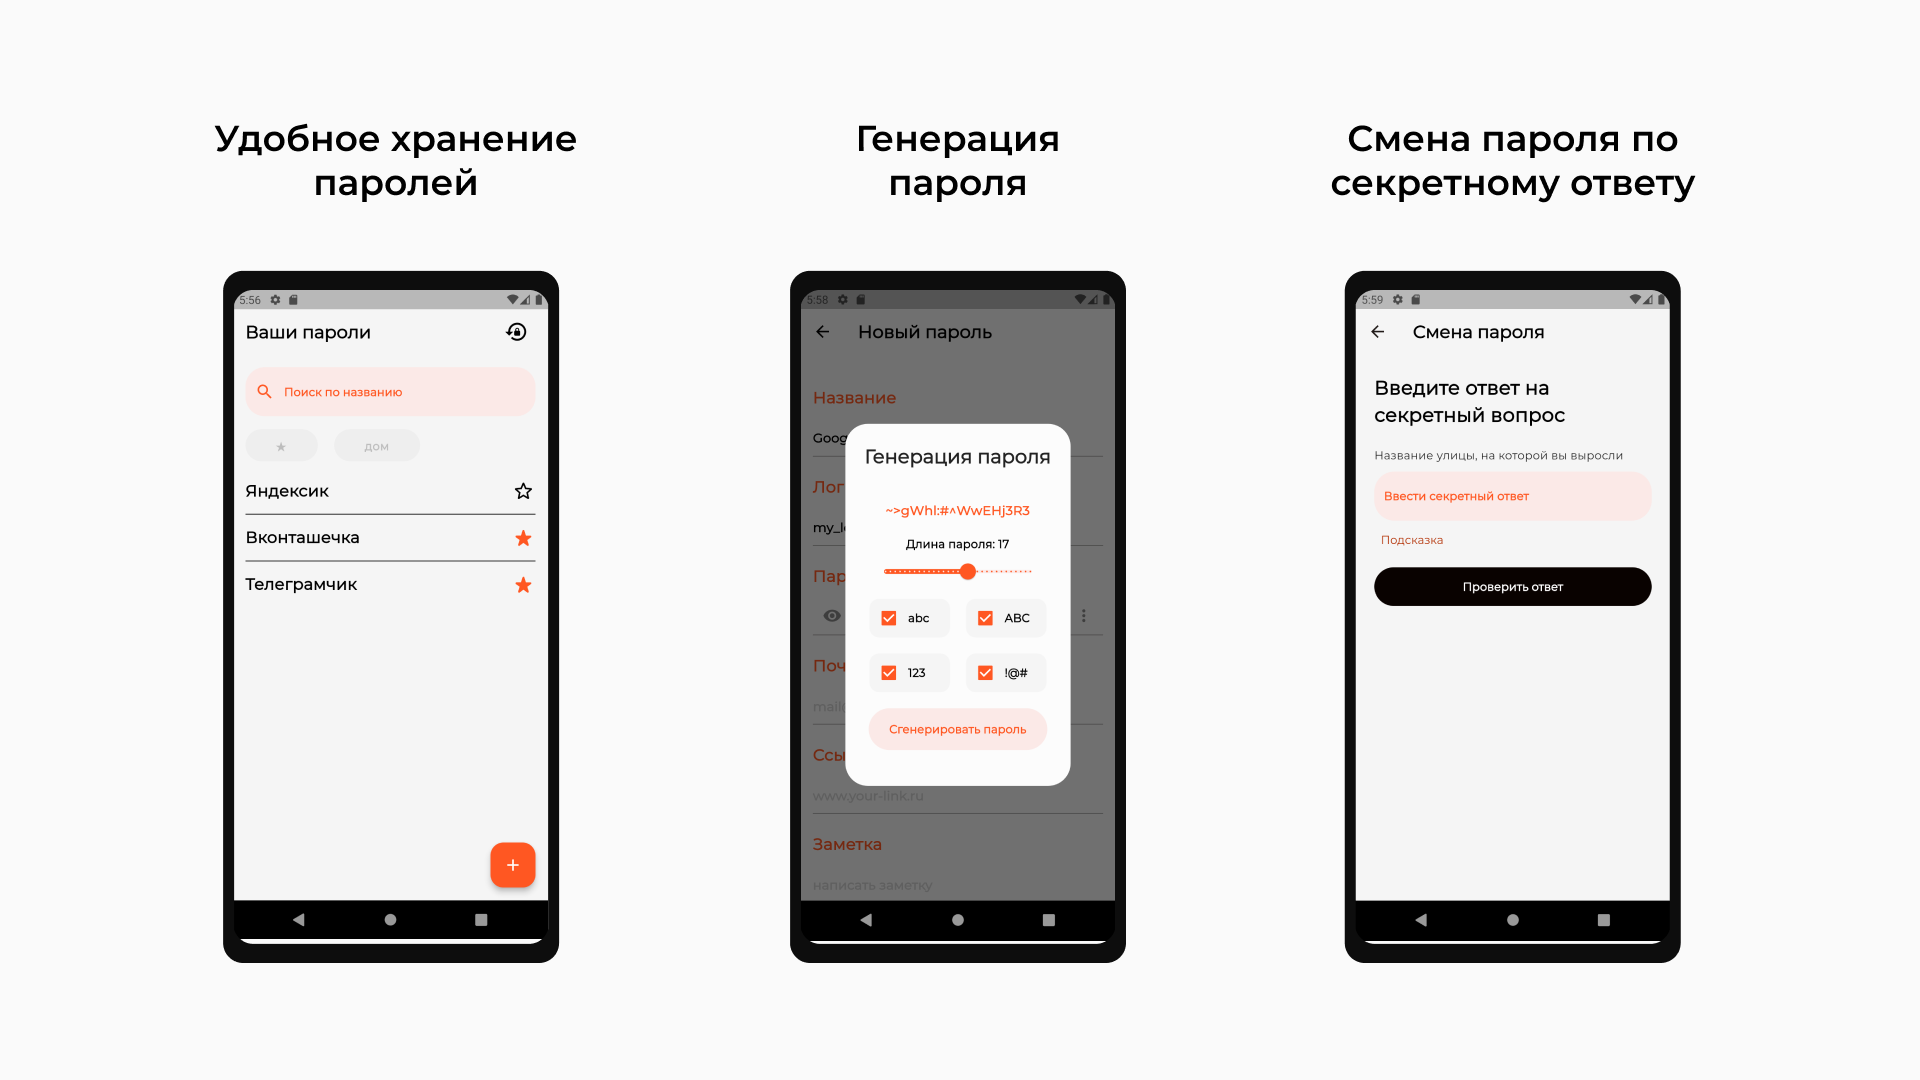 Удобное хранение
паролей
5:56
Ваши пароли
Поиск по названию
★ дом
Яндексик
Вконташечка
Телеграмчик
+
Генерация
пароля
5:58
Новый пароль
Название
Goog
Лог
my_l
Пар
Поч
mail
Ссы
www.your-link.ru
Заметка
написать заметку
Генерация пароля
~>gWhl:#^WwEHj3R3
Длина пароля: 17
abc ABC
123 !@#
Сгенерировать пароль
Смена пароля по
секретному ответу
5:59
Смена пароля
Введите ответ на
секретный вопрос
Название улицы, на которой вы выросли
Ввести секретный ответ
Подсказка
Проверить ответ